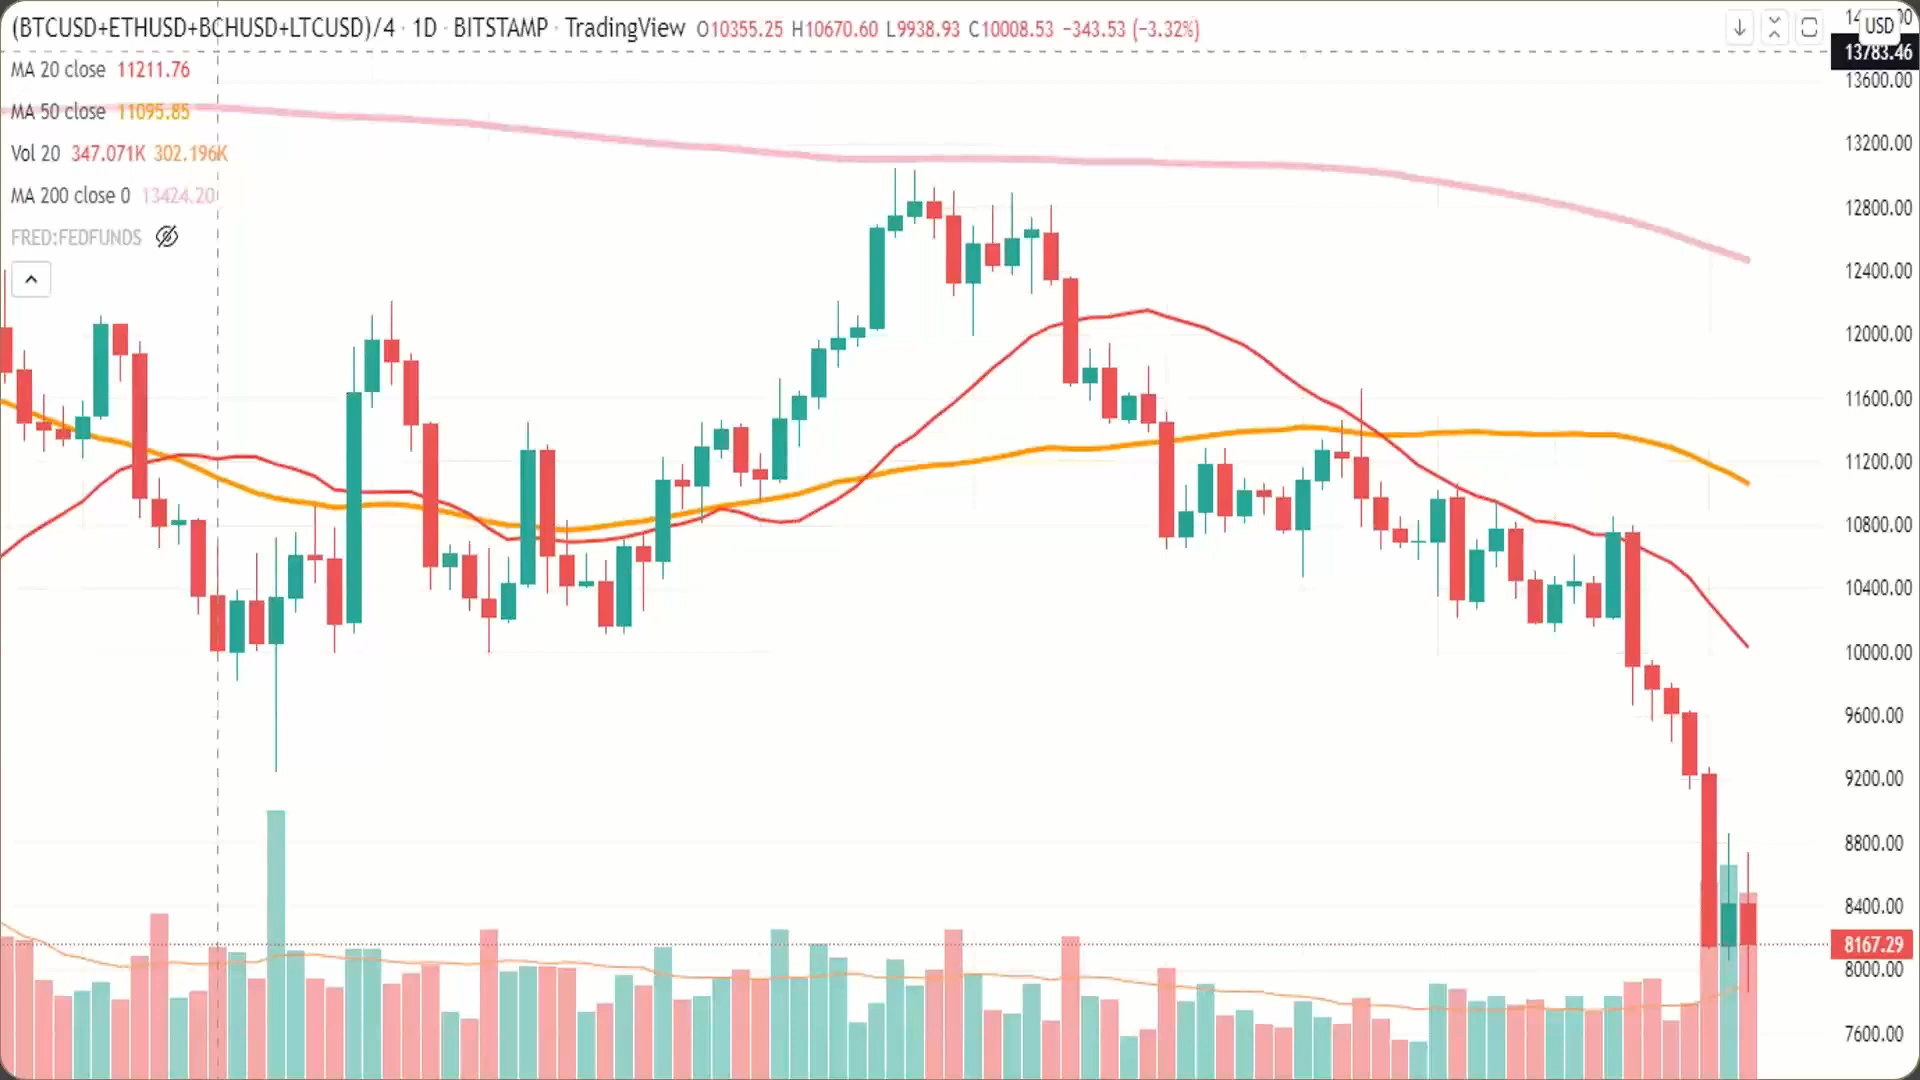 (BTCUSD+ETHUSD+BCHUSD+LTCUSD)/4 · 1D · BITSTAMP · TradingView O10355.25 H10670.60 L9938.93 C10008.53 −343.53 (−3.32%)
MA 20 close 11211.76
MA 50 close 11095.85
Vol 20 347.071K 302.196K
MA 200 close 0 13424.20
FRED:FEDFUNDS
USD
13783.46
13600.00
13200.00
12800.00
12400.00
12000.00
11600.00
11200.00
10800.00
10400.00
10000.00
9600.00
9200.00
8800.00
8400.00
8167.29
8000.00
7600.00